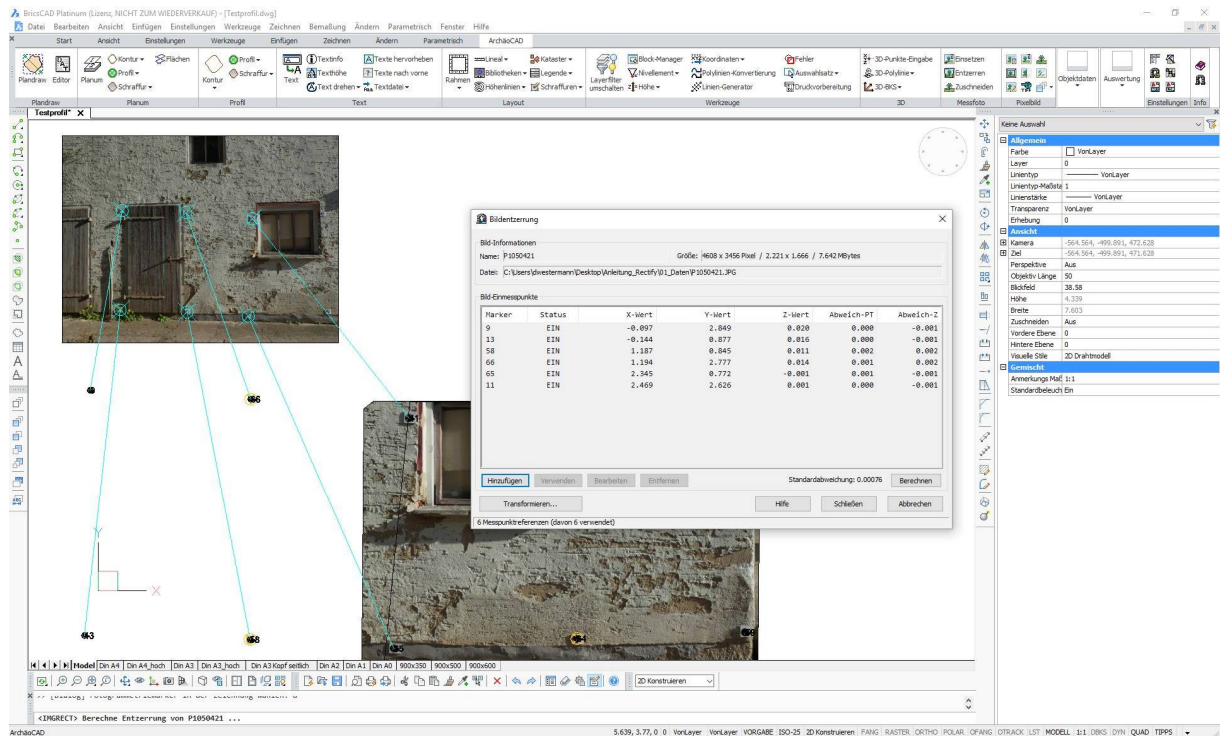 BricsCAD Platinum (Lizenz, NICHT ZUM WIEDERVERKAUF) - [Testprofil.dwg]
Datei Bearbeiten Ansicht Einfügen Einstellungen Werkzeuge Zeichnen Bemaßung Ändern Parametrisch Fenster Hilfe
Start Ansicht Einstellungen Werkzeuge Einfügen Zeichnen Ändern Parametrisch ArchäoCAD
Kontur Flächen Profil Textinfo Texte hervorheben Lineal Kataster Block-Manager Koordinaten Fehler 3D-Punkte-Eingabe Einsetzen
Plandraw Editor Planum Profil Kontur Schraffur Text Texthöhe Texte nach vorne Rahmen Bibliotheken Legende Layerfilter umschalten Nivellement Polylinien-Konvertierung Auswahlsatz 3D-Polylinie Entzerren Objektdaten Auswertung
Schraffur Text drehen Textdatei Höhenlinien Schraffuren Höhe Linien-Generator Druckvorbereitung 3D-BKS Zuschneiden
Plandraw Planum Profil Text Layout Werkzeuge 3D Messfoto Pixelbild Einstellungen Info
Testprofil*
Keine Auswahl
Allgemein
Farbe VonLayer
Layer 0
Linientyp VonLayer
Linientyp-Maßsta 1
Linienstärke VonLayer
Transparenz VonLayer
Erhebung 0
Ansicht
Kamera -564.564, -499.891, 472.628
Ziel -564.564, -499.891, 471.628
Perspektive Aus
Objektiv Länge 50
Blickfeld 38.58
Höhe 4.339
Breite 7.603
Zuschneiden Aus
Vordere Ebene 0
Hintere Ebene 0
Visuelle Stile 2D Drahtmodell
Gemischt
Anmerkungs Maß 1:1
Standardbeleuch Ein
Bildentzerrung
Bild-Informationen
Name: P1050421 Größe: 4608 x 3456 Pixel / 2.221 x 1.666 / 7.642 MBytes
Datei: C:\Users\dwestermann\Desktop\Anleitung_Rectify\01_Daten\P1050421.JPG
Bild-Einmesspunkte
Marker Status X-Wert Y-Wert Z-Wert Abweich-PT Abweich-Z
9 EIN -0.097 2.849 0.020 0.000 -0.001
13 EIN -0.144 0.877 0.016 0.000 -0.001
58 EIN 1.187 0.845 0.011 0.002 0.002
66 EIN 1.194 2.777 0.014 0.001 0.002
65 EIN 2.345 0.772 -0.001 0.001 -0.001
11 EIN 2.469 2.626 0.001 0.000 -0.001
Hinzufügen Verwenden Bearbeiten Entfernen Standardabweichung: 0.00076 Berechnen
Transformieren... Hilfe Schließen Abbrechen
6 Messpunktreferenzen (davon 6 verwendet)
Y
X
Model Din A4 Din A4_hoch Din A3 Din A3_hoch Din A3 Kopf seitlich Din A2 Din A1 Din A0 900x350 900x500 900x600
2D Konstruieren
<IMGRECT> Berechne Entzerrung von P1050421 ...
ArchäoCAD 5.639, 3.77, 0 0 VonLayer VonLayer VORGABE ISO-25 2D Konstruieren FANG RASTER ORTHO POLAR OFANG OTRACK LST MODELL 1:1 DBKS DYN QUAD TIPPS